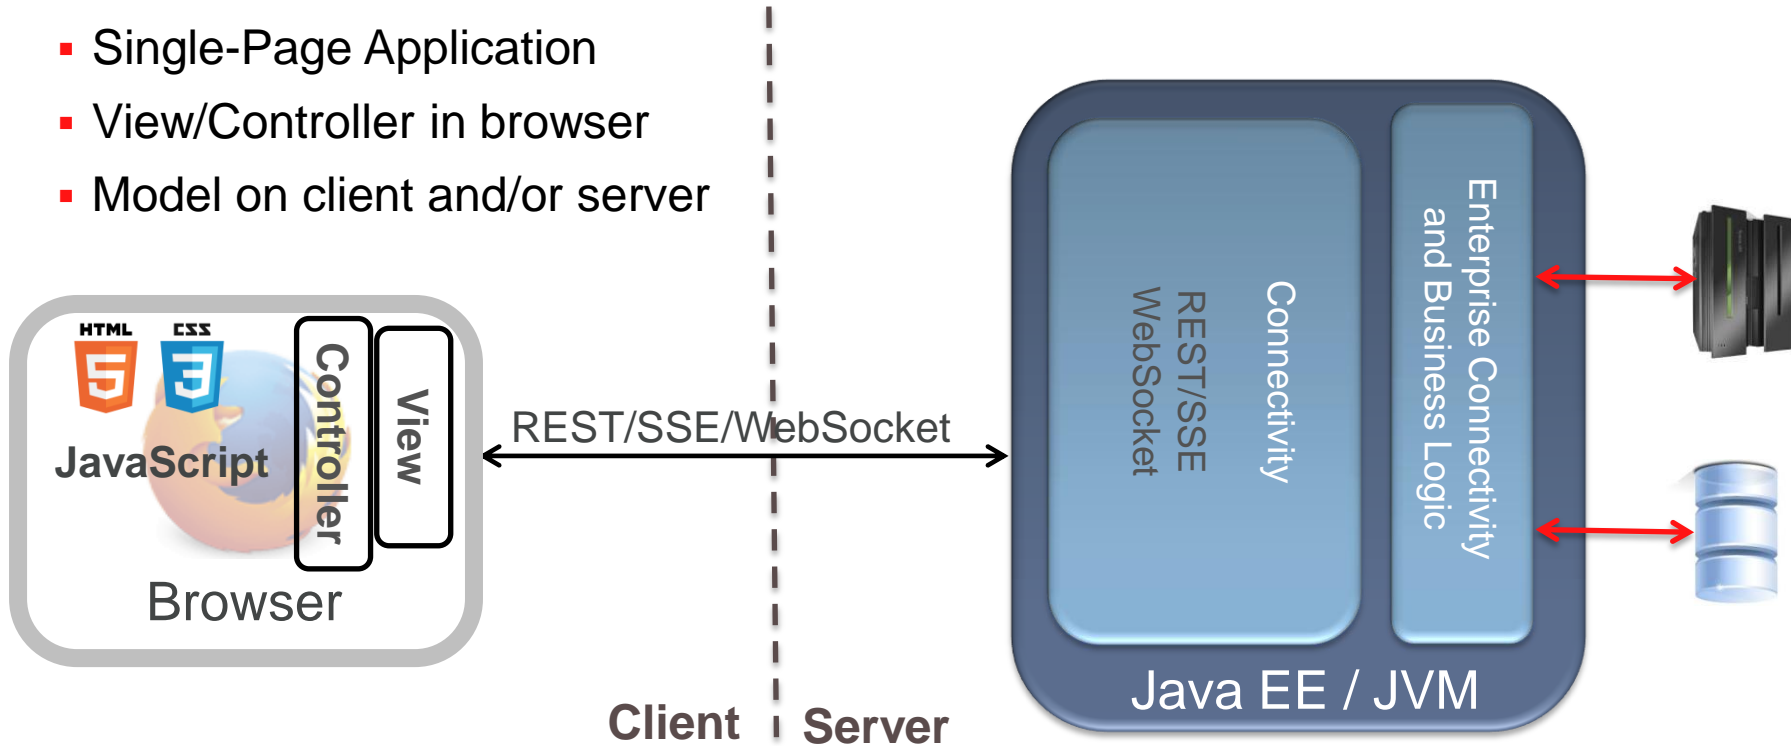 Single-Page Application
View/Controller in browser
Model on client and/or server
HTML
CSS
JavaScript
Controller
View
Browser
REST/SSE/WebSocket
Connectivity
REST/SSE
WebSocket
Enterprise Connectivity
and Business Logic
Java EE / JVM
Client
Server